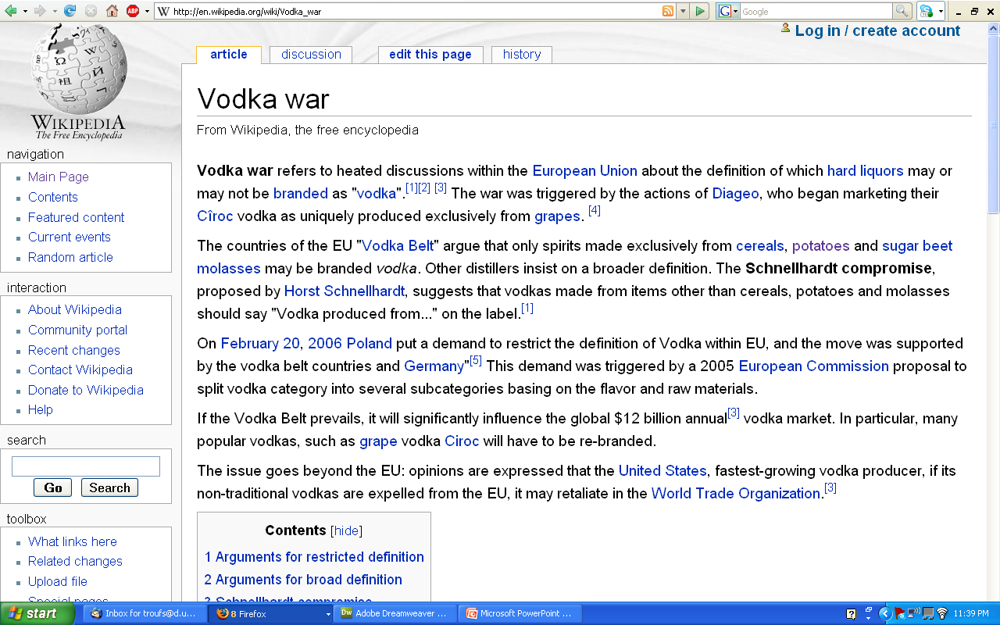 http://en.wikipedia.org/wiki/Vodka_war
Google
ABP
Log in / create account
article discussion edit this page history
WIKIPEDIA
The Free Encyclopedia
navigation
Main Page
Contents
Featured content
Current events
Random article
interaction
About Wikipedia
Community portal
Recent changes
Contact Wikipedia
Donate to Wikipedia
Help
search
Go Search
toolbox
What links here
Related changes
Upload file
Special pages
Vodka war
From Wikipedia, the free encyclopedia
Vodka war refers to heated discussions within the European Union about the definition of which hard liquors may or
may not be branded as "vodka".[1][2] [3] The war was triggered by the actions of Diageo, who began marketing their
Cîroc vodka as uniquely produced exclusively from grapes. [4]
The countries of the EU "Vodka Belt" argue that only spirits made exclusively from cereals, potatoes and sugar beet
molasses may be branded vodka. Other distillers insist on a broader definition. The Schnellhardt compromise,
proposed by Horst Schnellhardt, suggests that vodkas made from items other than cereals, potatoes and molasses
should say "Vodka produced from..." on the label.[1]
On February 20, 2006 Poland put a demand to restrict the definition of Vodka within EU, and the move was supported
by the vodka belt countries and Germany"[5] This demand was triggered by a 2005 European Commission proposal to
split vodka category into several subcategories basing on the flavor and raw materials.
If the Vodka Belt prevails, it will significantly influence the global $12 billion annual[3] vodka market. In particular, many
popular vodkas, such as grape vodka Ciroc will have to be re-branded.
The issue goes beyond the EU: opinions are expressed that the United States, fastest-growing vodka producer, if its
non-traditional vodkas are expelled from the EU, it may retaliate in the World Trade Organization.[3]
Contents [hide]
1 Arguments for restricted definition
2 Arguments for broad definition
3 Schnellhardt compromise
start
Inbox for troufs@d.u...
8 Firefox
Adobe Dreamweaver ...
Microsoft PowerPoint ...
11:39 PM